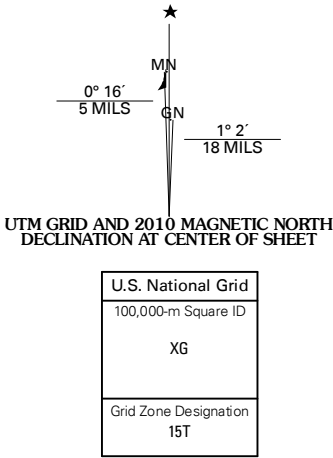 MN
0° 16´
5 MILS
GN
1° 2´
18 MILS
UTM GRID AND 2010 MAGNETIC NORTH
DECLINATION AT CENTER OF SHEET
U.S. National Grid
100,000-m Square ID
XG
Grid Zone Designation
15T